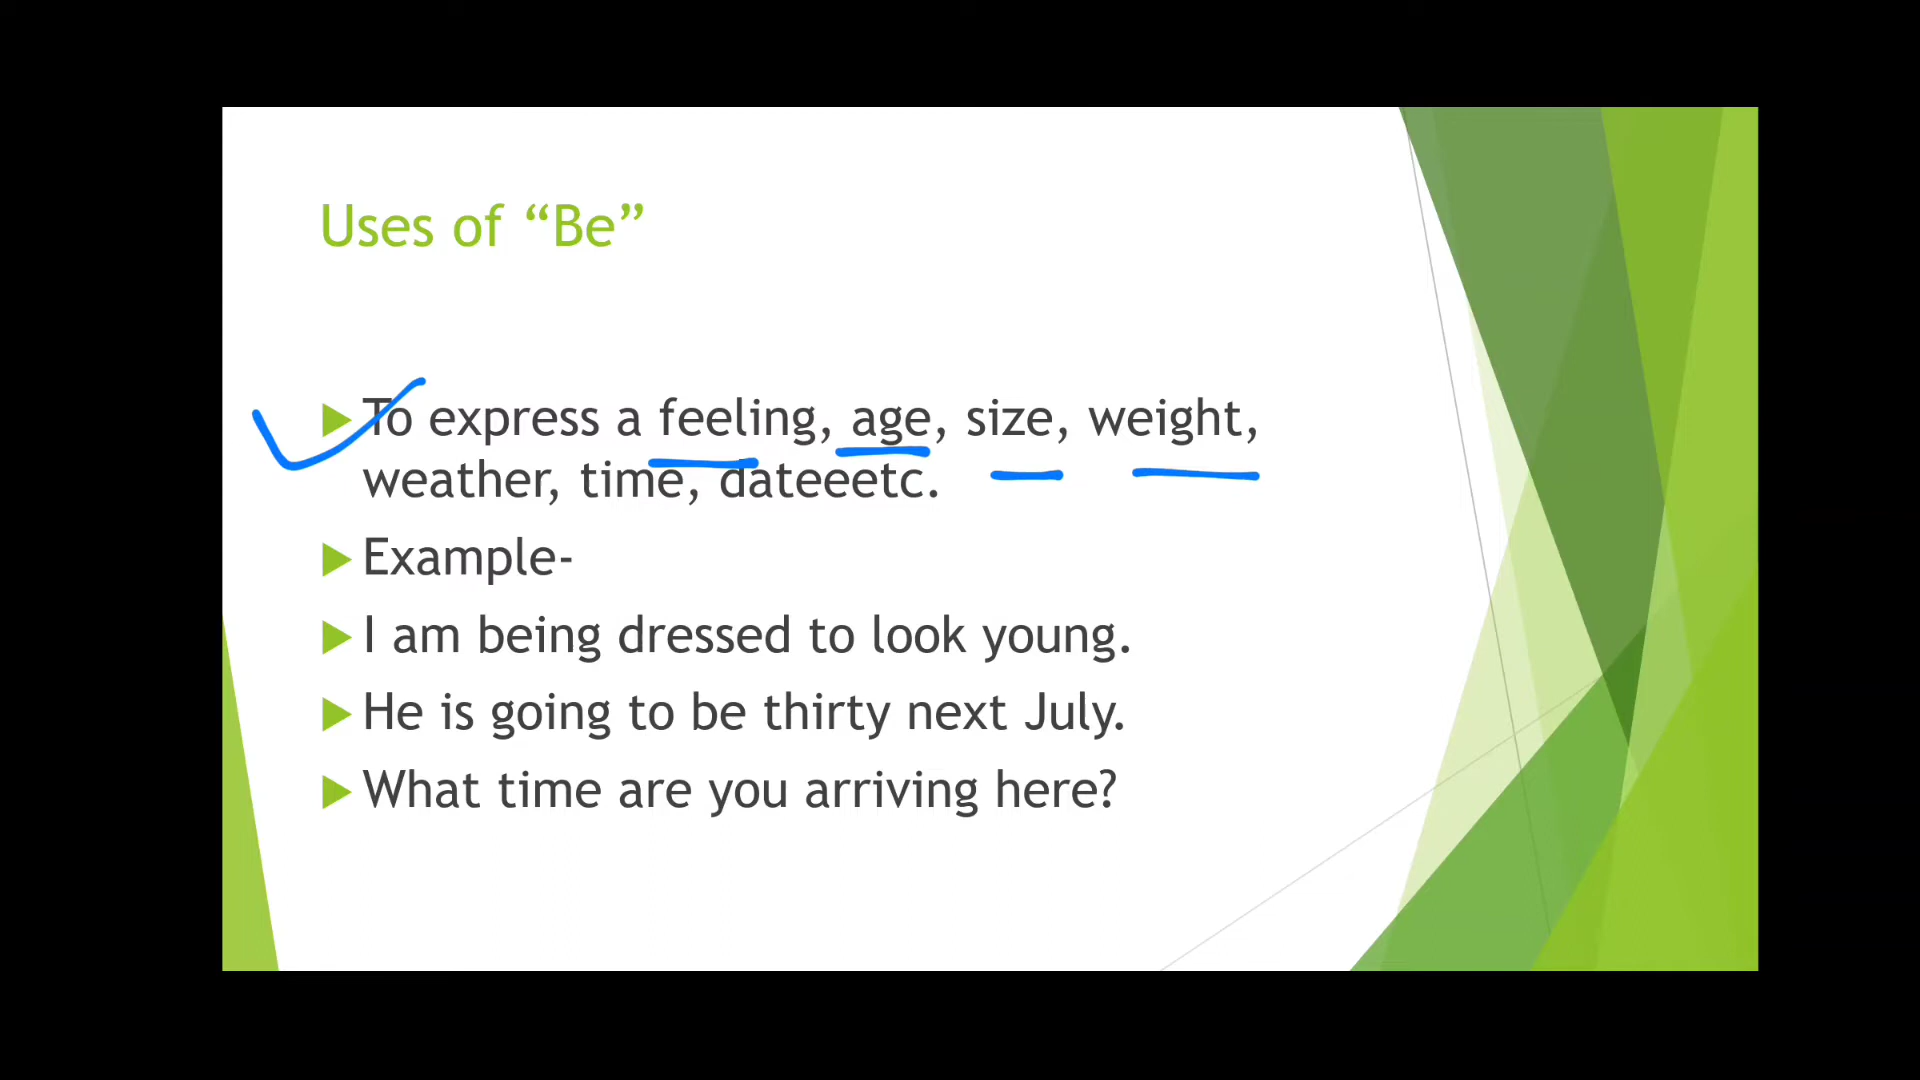 Uses of “Be”
To express a feeling, age, size, weight,
weather, time, dateeetc.
Example-
I am being dressed to look young.
He is going to be thirty next July.
What time are you arriving here?